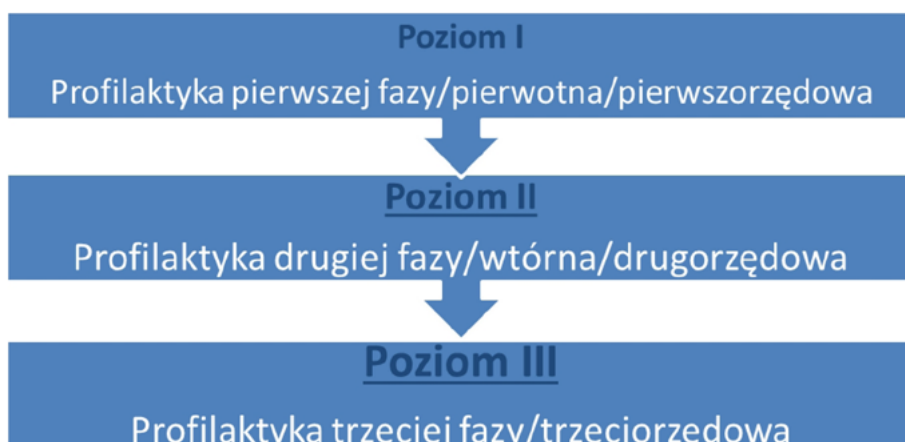 Poziom I
Profilaktyka pierwszej fazy/pierwotna/pierwszorzędowa
Poziom II
Profilaktyka drugiej fazy/wtórna/drugorzędowa
Poziom III
Profilaktyka trzeciej fazy/trzeciorzędowa